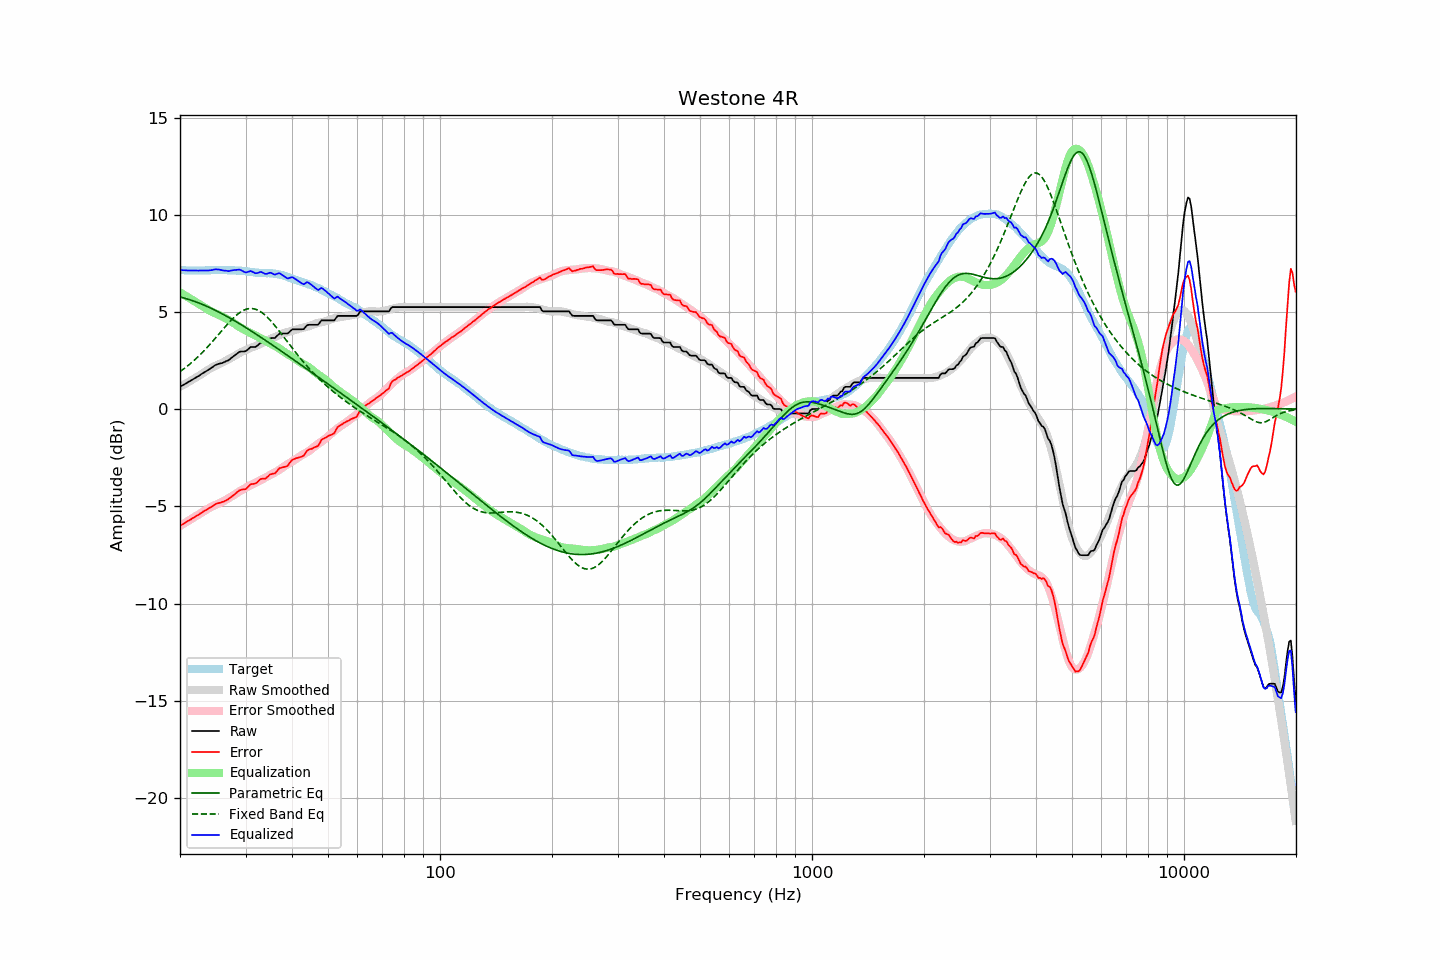 Westone 4R
15
10
5
0
−5
−10
−15
−20
Amplitude (dBr)
Target
Raw Smoothed
Error Smoothed
Raw
Error
Equalization
Parametric Eq
Fixed Band Eq
Equalized
100
1000
10000
Frequency (Hz)